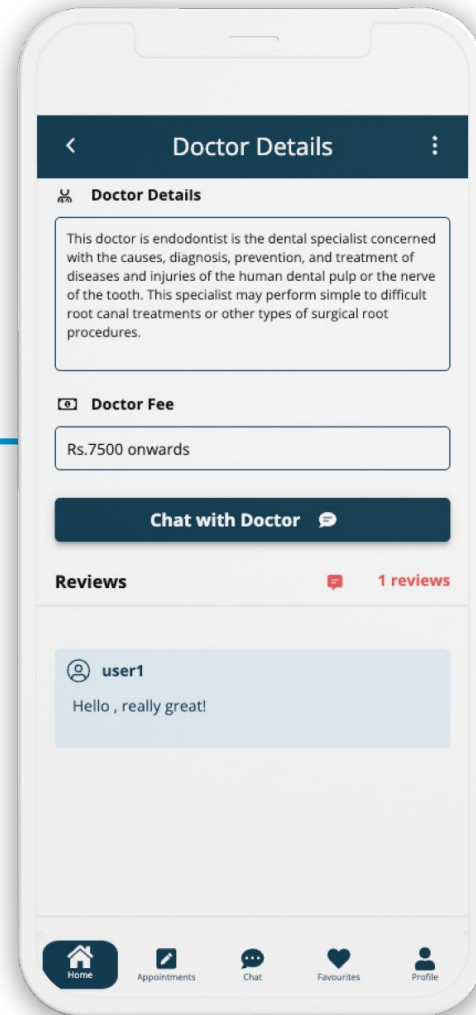 Doctor Details
Doctor Details
This doctor is endodontist is the dental specialist concerned
with the causes, diagnosis, prevention, and treatment of
diseases and injuries of the human dental pulp or the nerve
of the tooth. This specialist may perform simple to difficult
root canal treatments or other types of surgical root
procedures.
Doctor Fee
Rs.7500 onwards
Chat with Doctor
Reviews 1 reviews
user1
Hello , really great!
Home Appointments Chat Favourites Profile